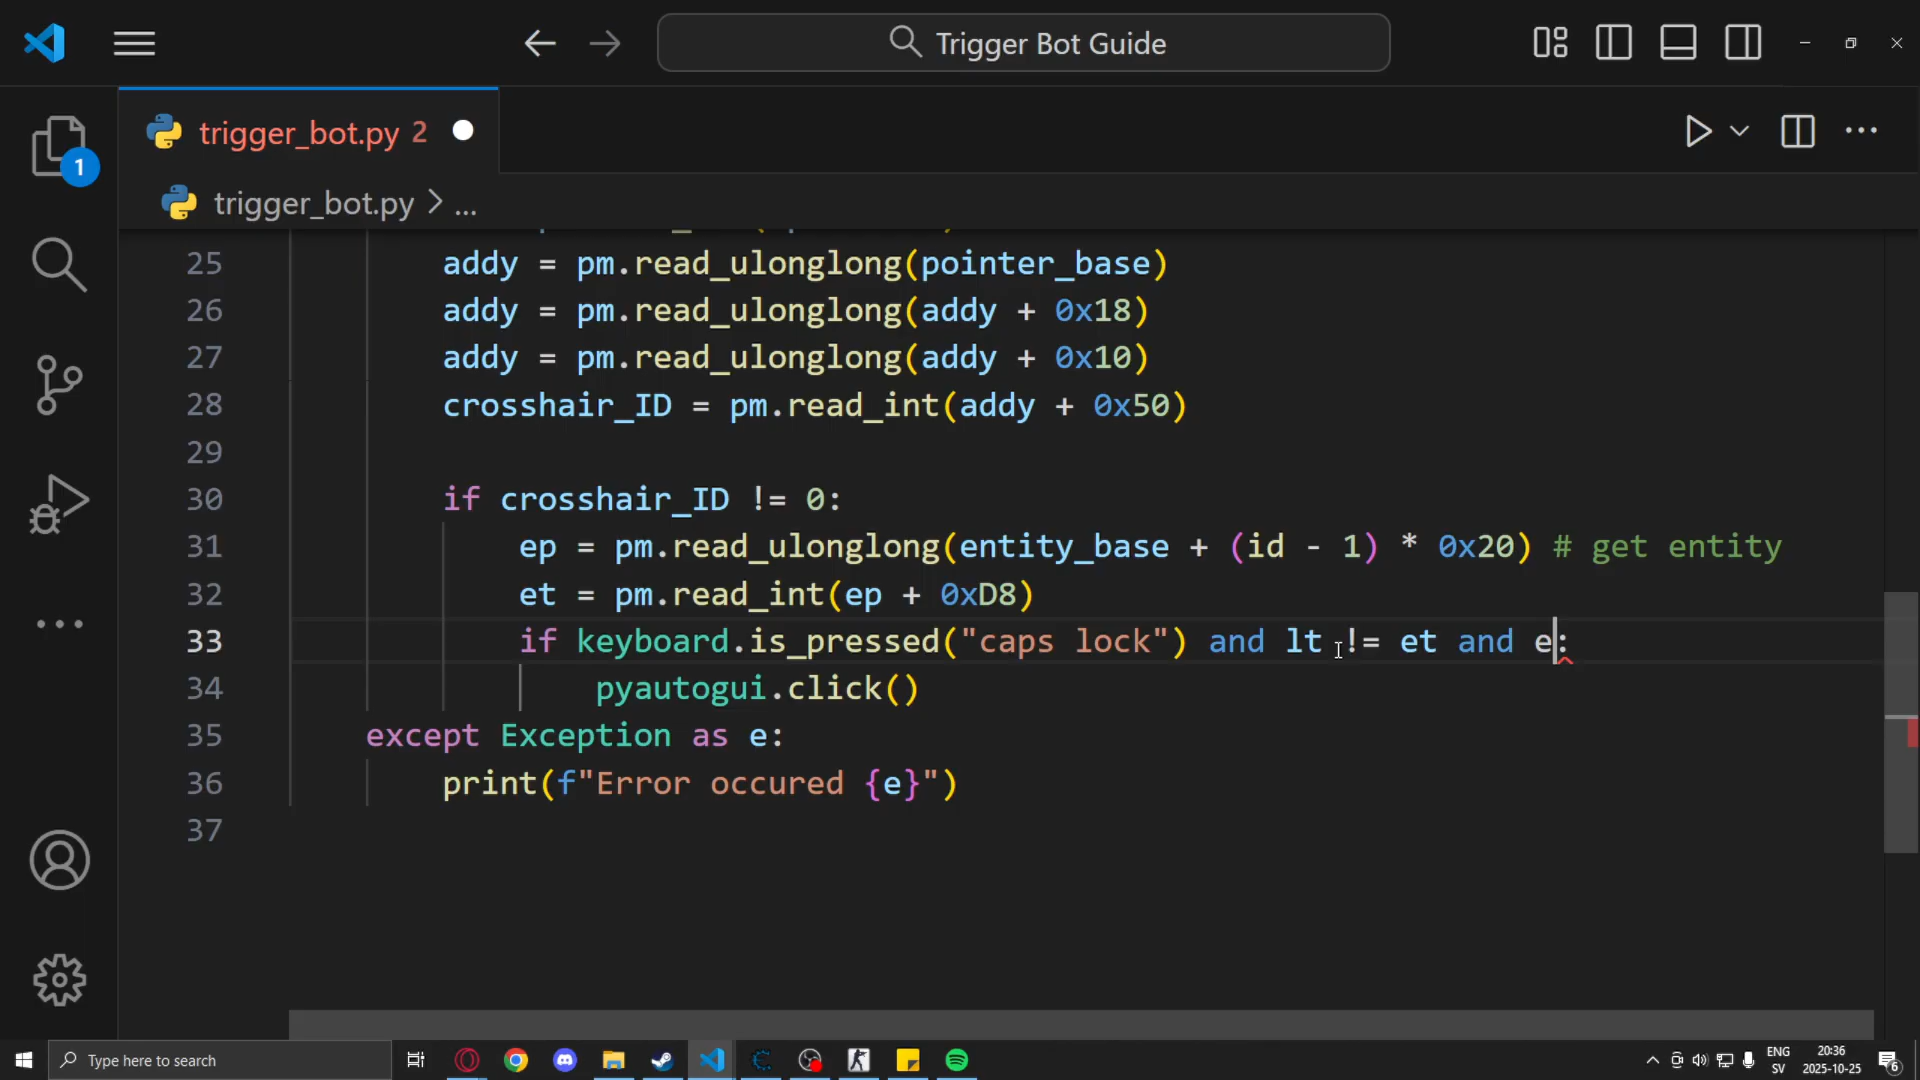 Trigger Bot Guide
1
trigger_bot.py 2
trigger_bot.py > ...
25 addy = pm.read_ulonglong(pointer_base)
26 addy = pm.read_ulonglong(addy + 0x18)
27 addy = pm.read_ulonglong(addy + 0x10)
28 crosshair_ID = pm.read_int(addy + 0x50)
29
30 if crosshair_ID != 0:
31 ep = pm.read_ulonglong(entity_base + (id - 1) * 0x20) # get entity
32 et = pm.read_int(ep + 0xD8)
33 if keyboard.is_pressed("caps lock") and lt != et and e:
34 pyautogui.click()
35 except Exception as e:
36 print(f"Error occured {e}")
37
Type here to search
ENG
SV
20:36
2025-10-25
6